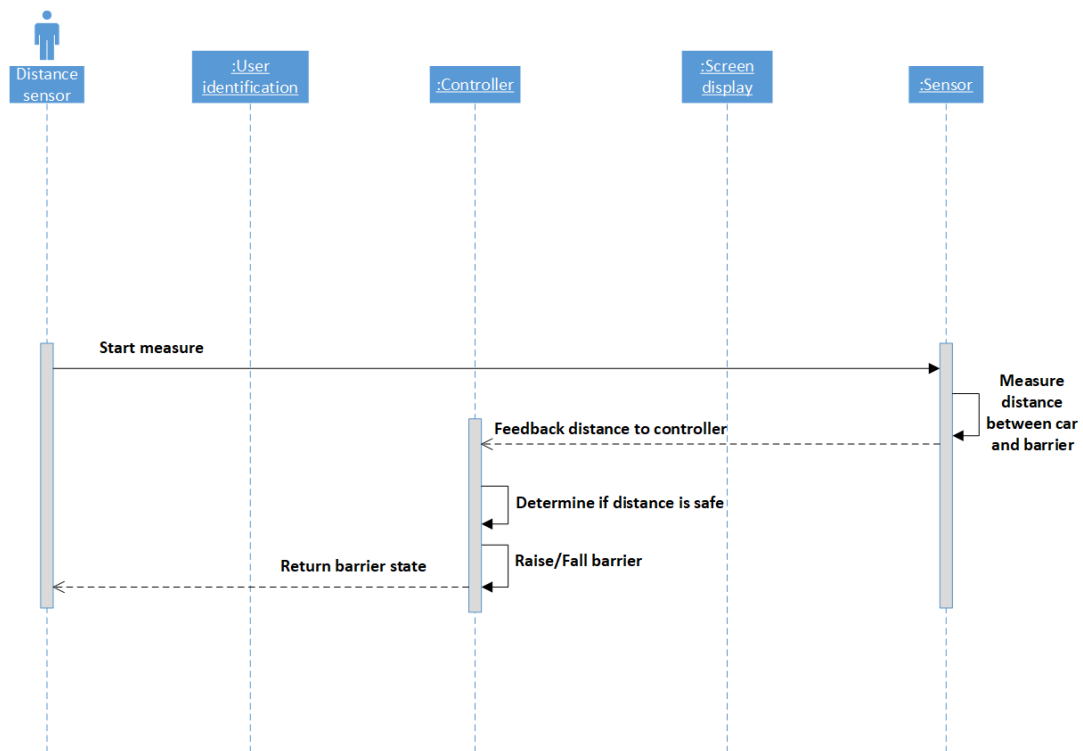 Distance
sensor
:User
identification
:Controller
:Screen
display
:Sensor
Start measure
Measure
distance
between car
and barrier
Feedback distance to controller
Determine if distance is safe
Raise/Fall barrier
Return barrier state